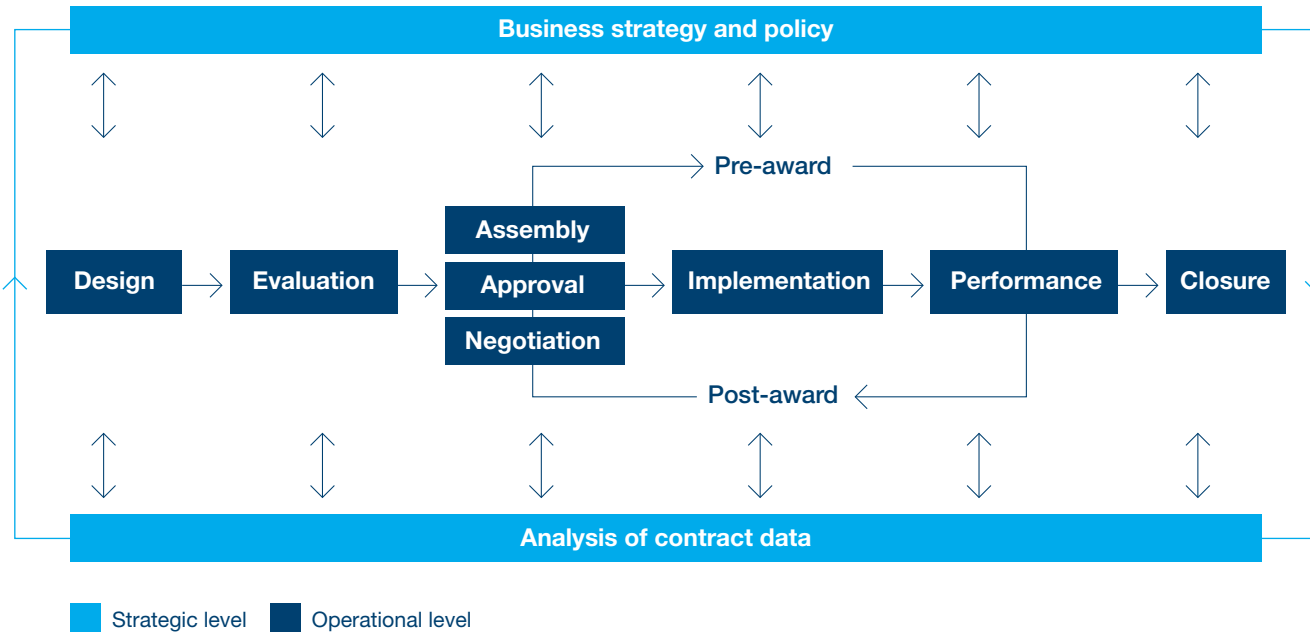 Business strategy and policy
Pre-award
Assembly
Design
Evaluation
Approval
Implementation
Performance
Closure
Negotiation
Post-award
Analysis of contract data
Strategic level
Operational level